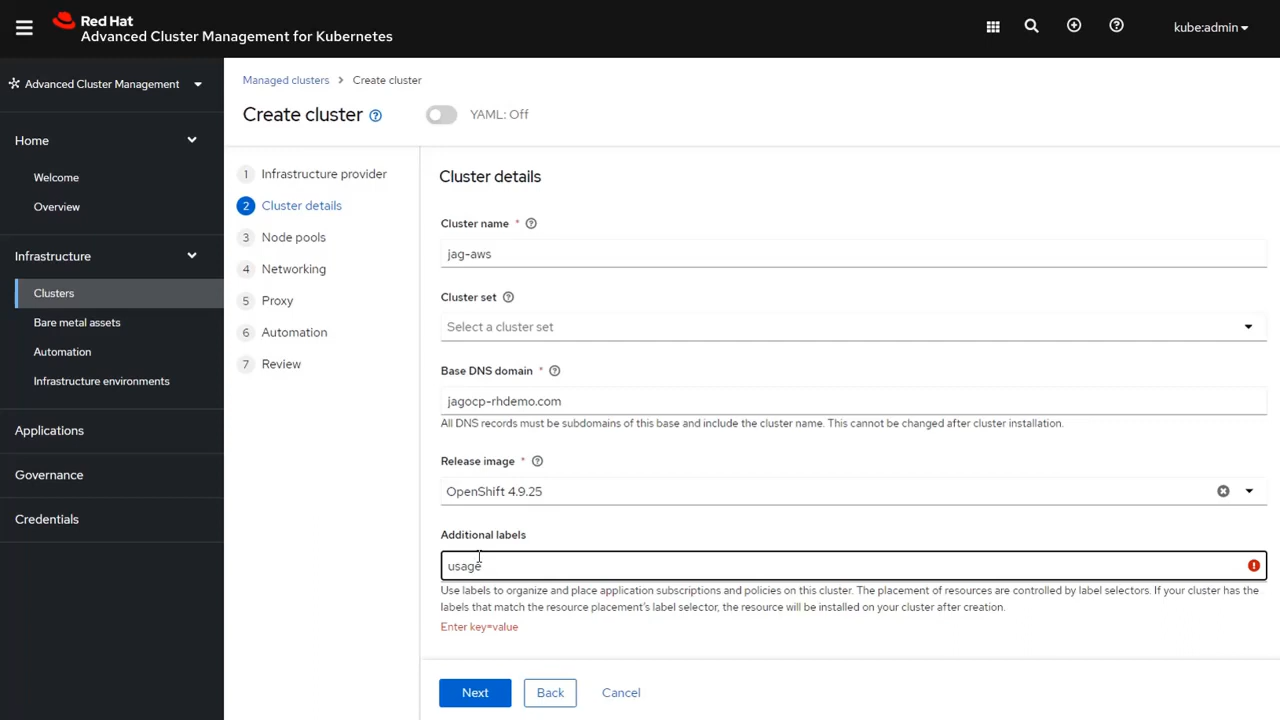 Red Hat
Advanced Cluster Management for Kubernetes
kube:admin
Advanced Cluster Management
Home
Welcome
Overview
Infrastructure
Clusters
Bare metal assets
Automation
Infrastructure environments
Applications
Governance
Credentials
Managed clusters > Create cluster
Create cluster
YAML: Off
1 Infrastructure provider
2 Cluster details
3 Node pools
4 Networking
5 Proxy
6 Automation
7 Review
Cluster details
Cluster name *
jag-aws
Cluster set
Select a cluster set
Base DNS domain *
jagocp-rhdemo.com
All DNS records must be subdomains of this base and include the cluster name. This cannot be changed after cluster installation.
Release image *
OpenShift 4.9.25
Additional labels
usage
Use labels to organize and place application subscriptions and policies on this cluster. The placement of resources are controlled by label selectors. If your cluster has the
labels that match the resource placement's label selector, the resource will be installed on your cluster after creation.
Enter key=value
Next
Back
Cancel